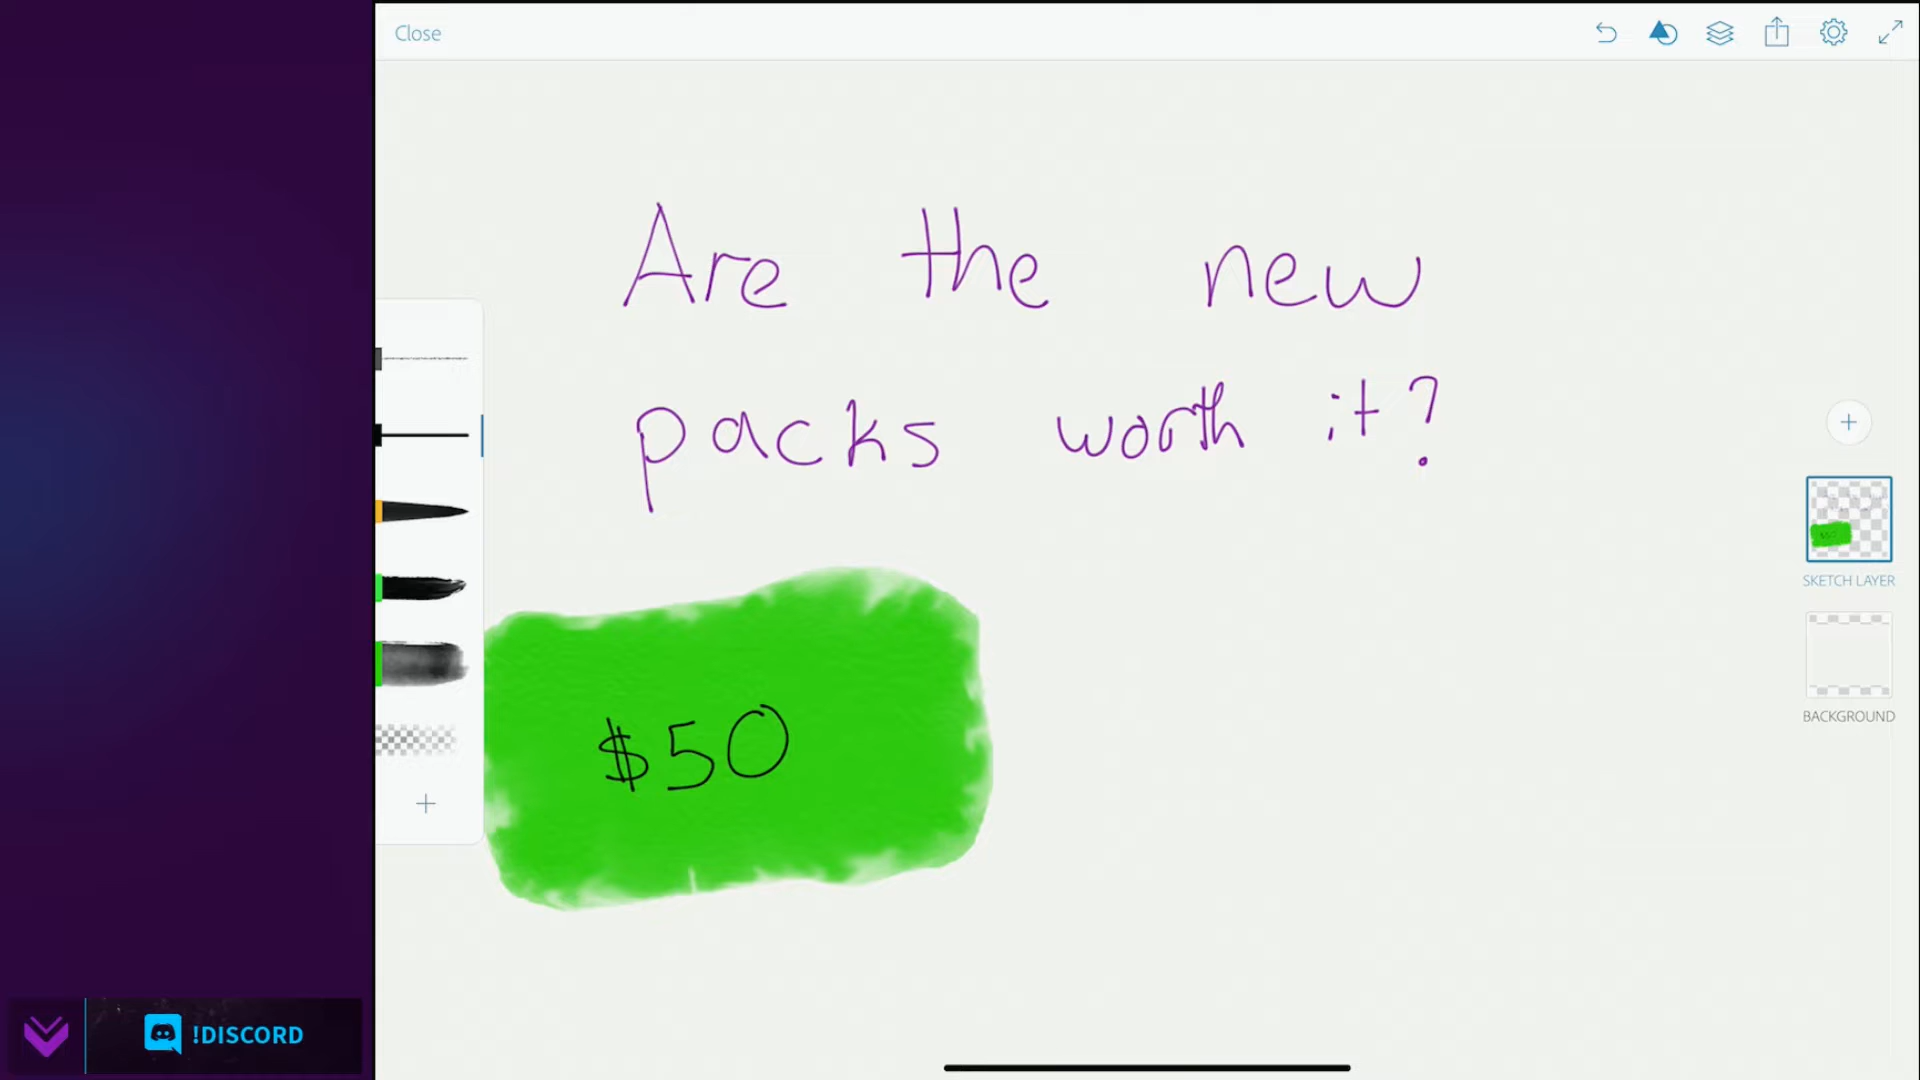 Close
Are the new
packs worth it?
$50
SKETCH LAYER
BACKGROUND
!DISCORD